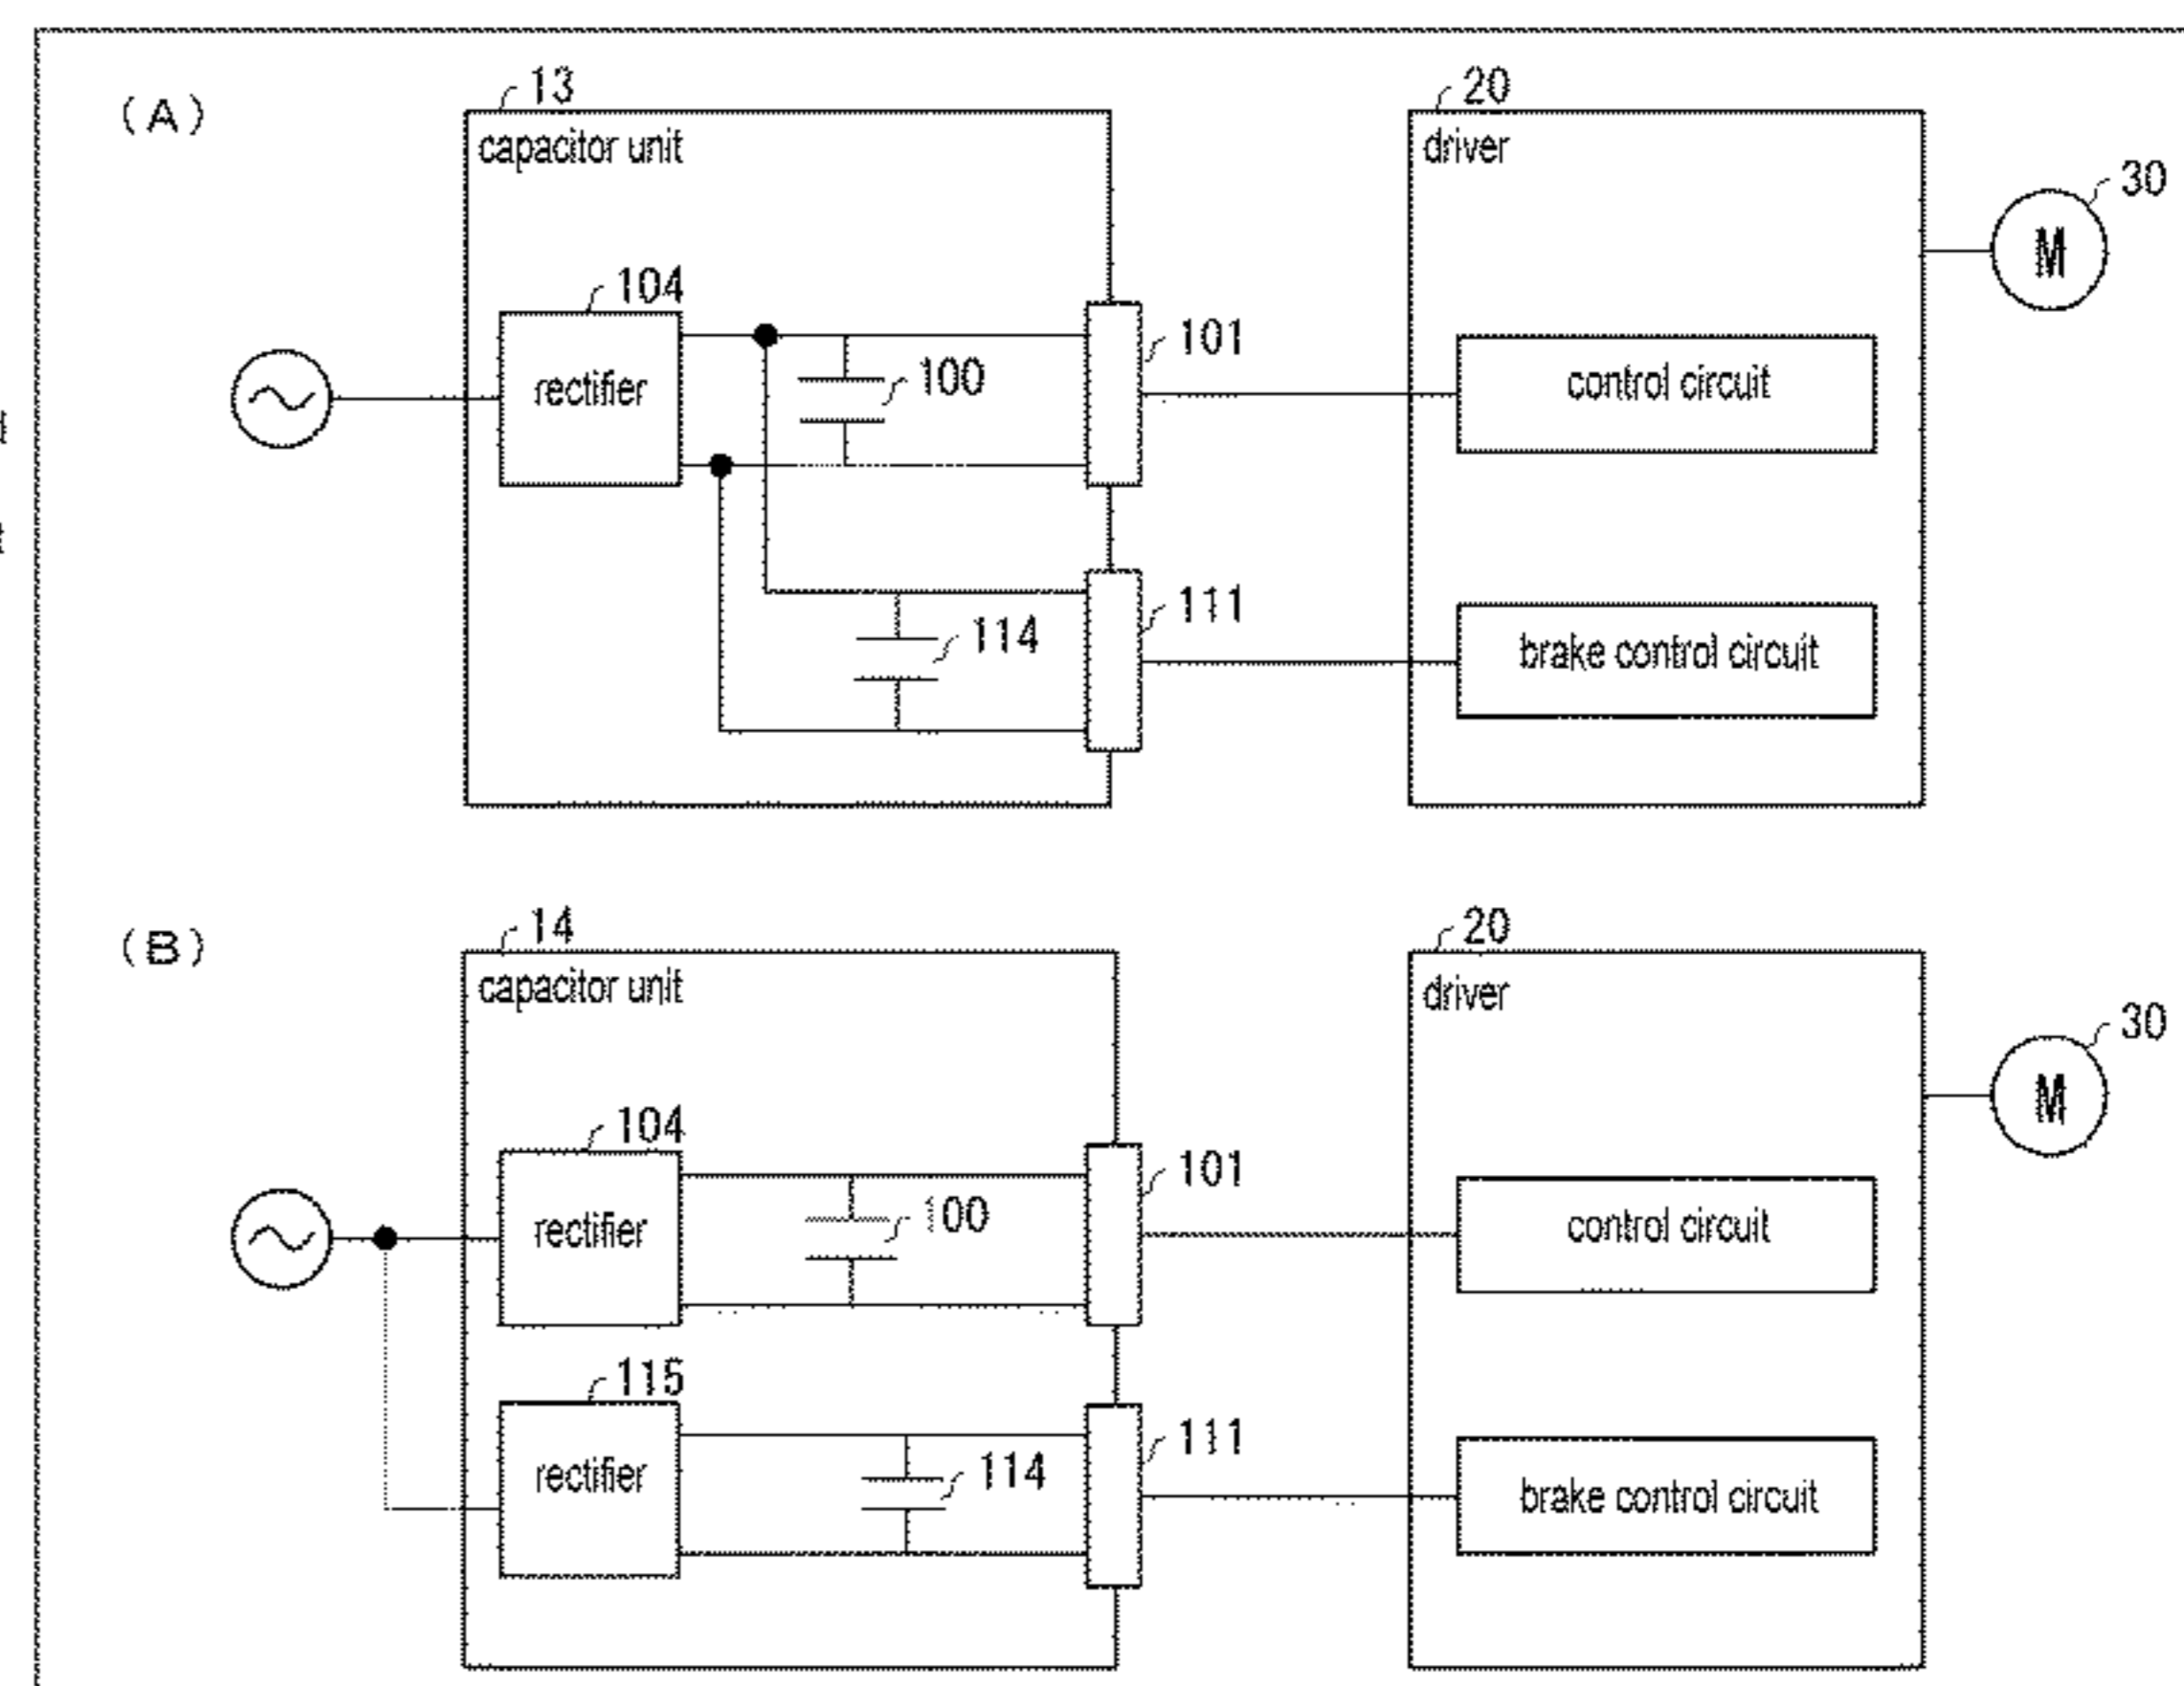 (A)
13
capacitor unit
20
driver
30
M
104
rectifier
100
101
control circuit
114
111
brake control circuit
(B)
14
capacitor unit
20
driver
30
M
104
rectifier
100
101
control circuit
115
rectifier
114
111
brake control circuit